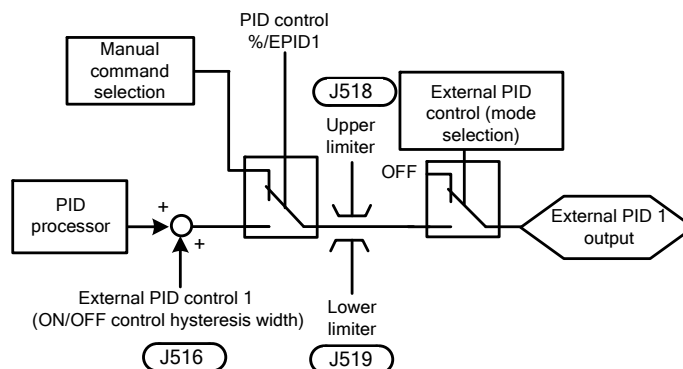 PID control
%/EPID1
Manual
command
selection
J518
Upper
limiter
External PID
control (mode
selection)
OFF
PID
processor
+
+
External PID 1
output
External PID control 1
(ON/OFF control hysteresis width)
J516
Lower
limiter
J519